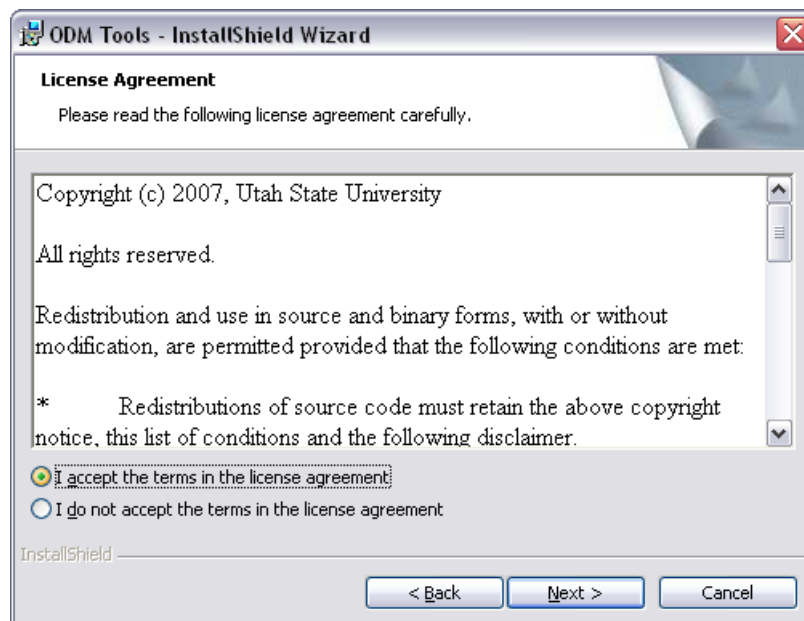 ODM Tools - InstallShield Wizard
License Agreement
Please read the following license agreement carefully.
Copyright (c) 2007, Utah State University
All rights reserved.
Redistribution and use in source and binary forms, with or without
modification, are permitted provided that the following conditions are met:
* Redistributions of source code must retain the above copyright
notice, this list of conditions and the following disclaimer.
I accept the terms in the license agreement
I do not accept the terms in the license agreement
InstallShield
< Back
Next >
Cancel